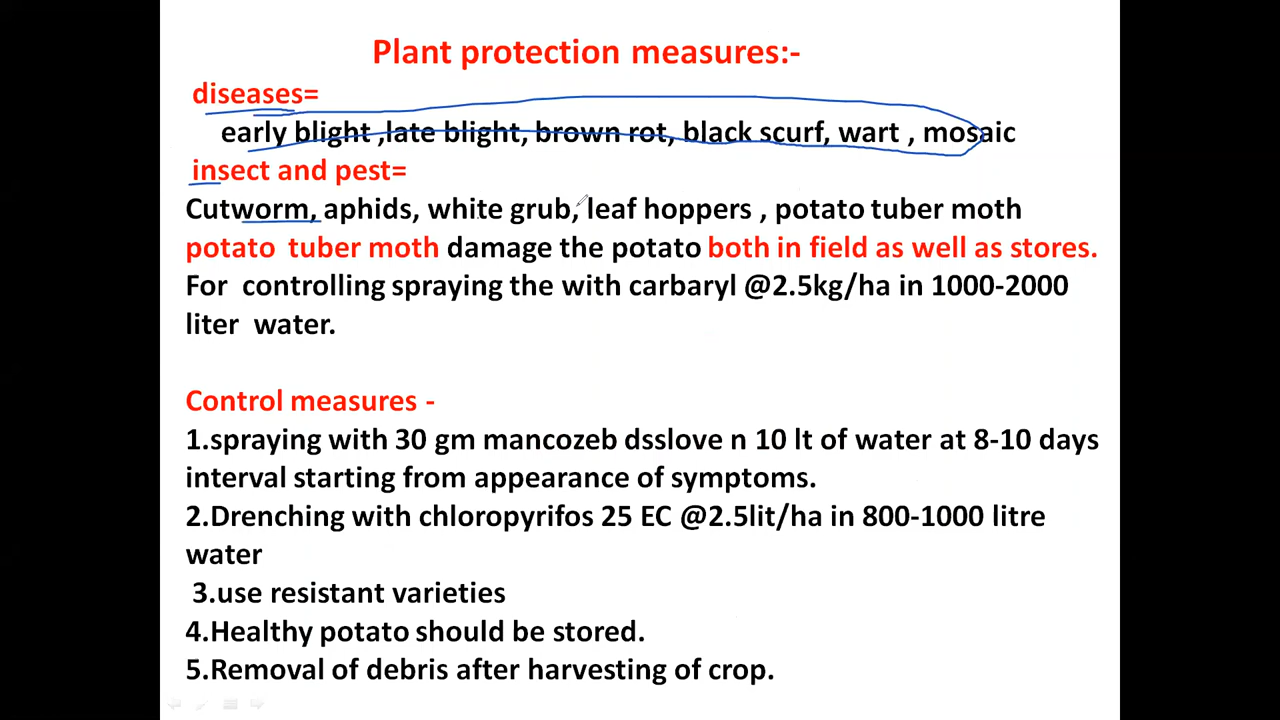 Plant protection measures:-
diseases=
early blight ,late blight, brown rot, black scurf, wart , mosaic
insect and pest=
Cutworm, aphids, white grub, leaf hoppers , potato tuber moth
potato tuber moth damage the potato both in field as well as stores.
For controlling spraying the with carbaryl @2.5kg/ha in 1000-2000
liter water.
Control measures -
1.spraying with 30 gm mancozeb dsslove n 10 lt of water at 8-10 days
interval starting from appearance of symptoms.
2.Drenching with chloropyrifos 25 EC @2.5lit/ha in 800-1000 litre
water
3.use resistant varieties
4.Healthy potato should be stored.
5.Removal of debris after harvesting of crop.